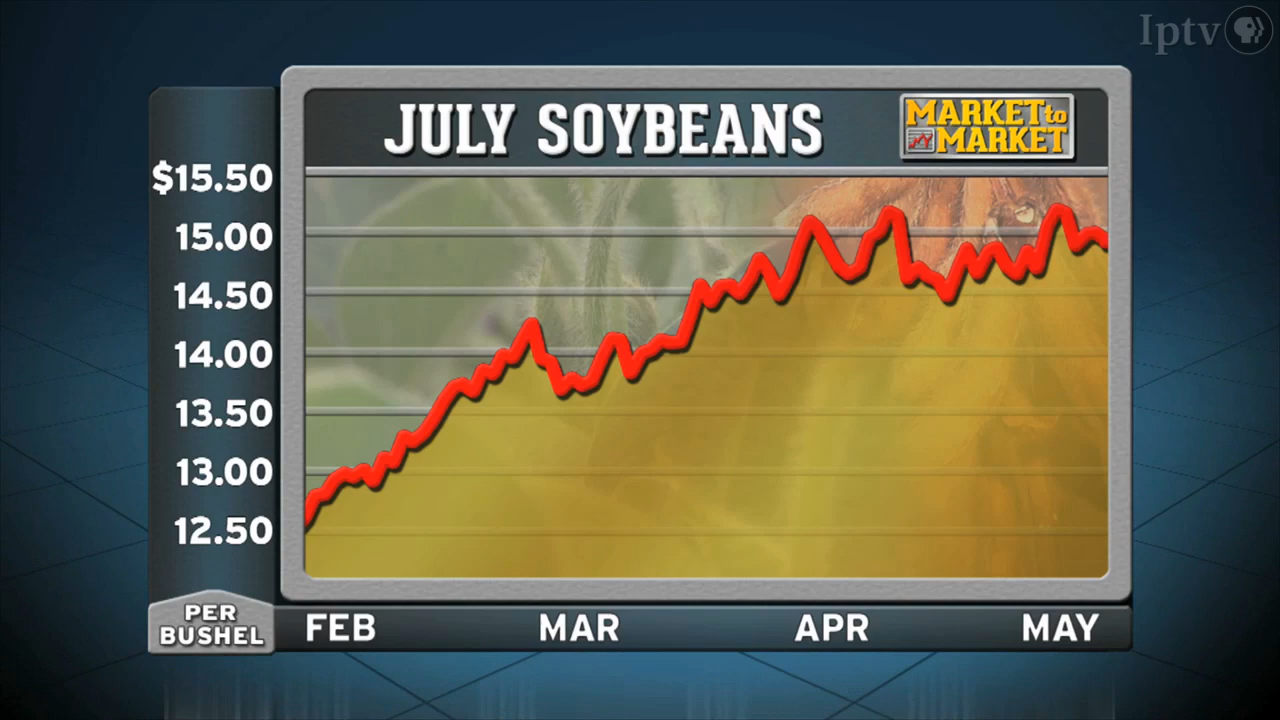 Iptv
JULY SOYBEANS
MARKET to
MARKET
$15.50
15.00
14.50
14.00
13.50
13.00
12.50
PER
BUSHEL
FEB MAR APR MAY